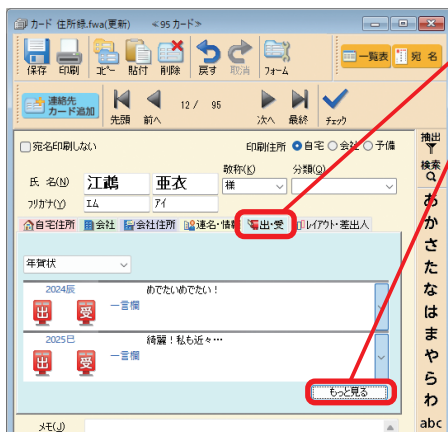 カード 住所録.fwa(更新) <95 カード>
保存 印刷 コピー 貼付 削除 戻す 取消 フォーム 一覧表 宛 名
連絡先
カード追加
先頭 前へ 12 / 95 次へ 最終 チェック
宛名印刷しない 印刷住所 自宅 会社 予備
敬称(K) 分類(Q)
氏 名(N) 江鵡 亜衣 様
フリガナ(Y) エム アイ
自宅住所 会社 会社住所 連名・情報 出・受 レイアウト・差出人
年賀状
2024辰 めでたいめでたい!
出 受 一言欄
2025巳 綺麗!私も近々…
出 受 一言欄
もっと見る
メモ(J)
抽出
検索
あ
か
さ
た
な
は
ま
や
ら
わ
abc